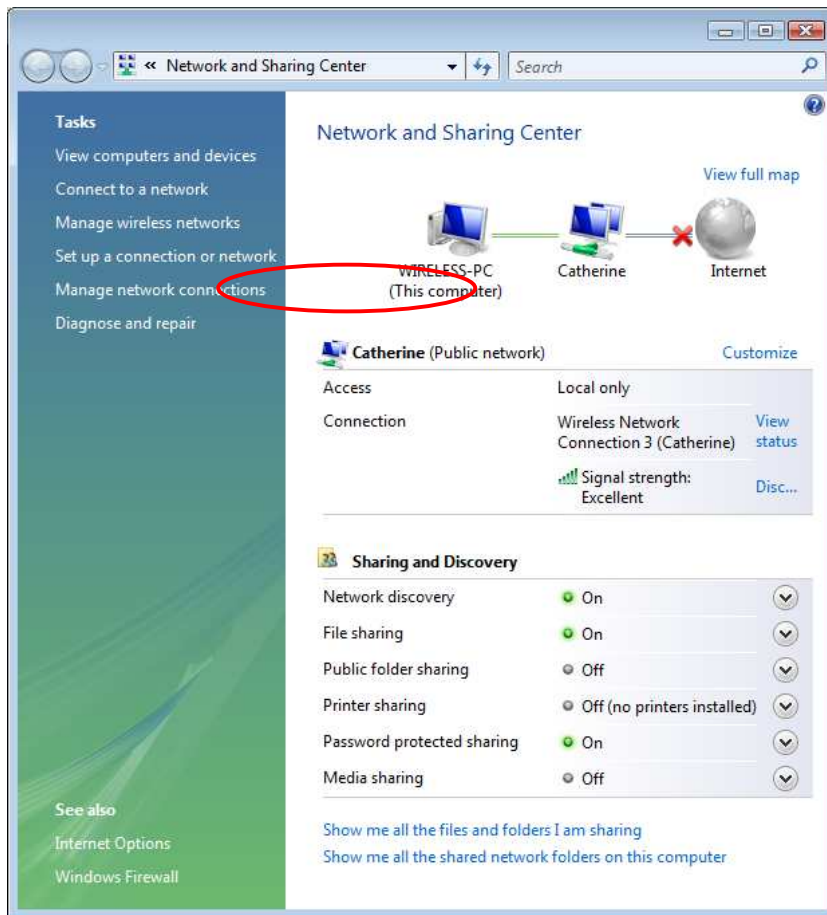 « Network and Sharing Center
Search
Tasks
View computers and devices
Connect to a network
Manage wireless networks
Set up a connection or network
Manage network connections
Diagnose and repair
See also
Internet Options
Windows Firewall
Network and Sharing Center
View full map
WIRELESS-PC
(This computer)
Catherine
Internet
Catherine (Public network)
Customize
Access
Local only
Connection
Wireless Network
Connection 3 (Catherine)
View
status
Signal strength:
Excellent
Disc...
Sharing and Discovery
Network discovery
On
File sharing
On
Public folder sharing
Off
Printer sharing
Off (no printers installed)
Password protected sharing
On
Media sharing
Off
Show me all the files and folders I am sharing
Show me all the shared network folders on this computer